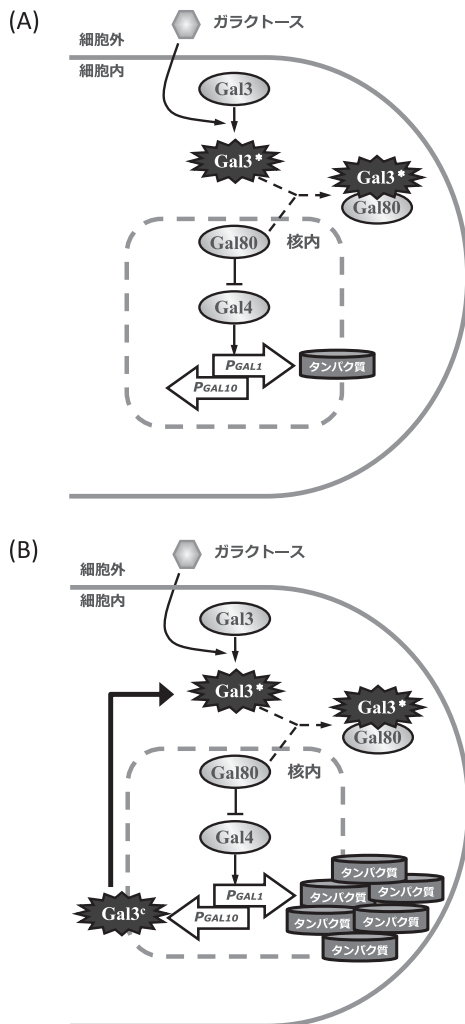 (A)
ガラクトース
細胞外
細胞内
Gal3
Gal3*
Gal3*
Gal80
Gal80
核内
Gal4
PGAL1
PGAL10
タンパク質
(B)
ガラクトース
細胞外
細胞内
Gal3
Gal3*
Gal3*
Gal80
Gal80
核内
Gal4
PGAL1
PGAL10
Gal3c
タンパク質
タンパク質
タンパク質
タンパク質
タンパク質
タンパク質